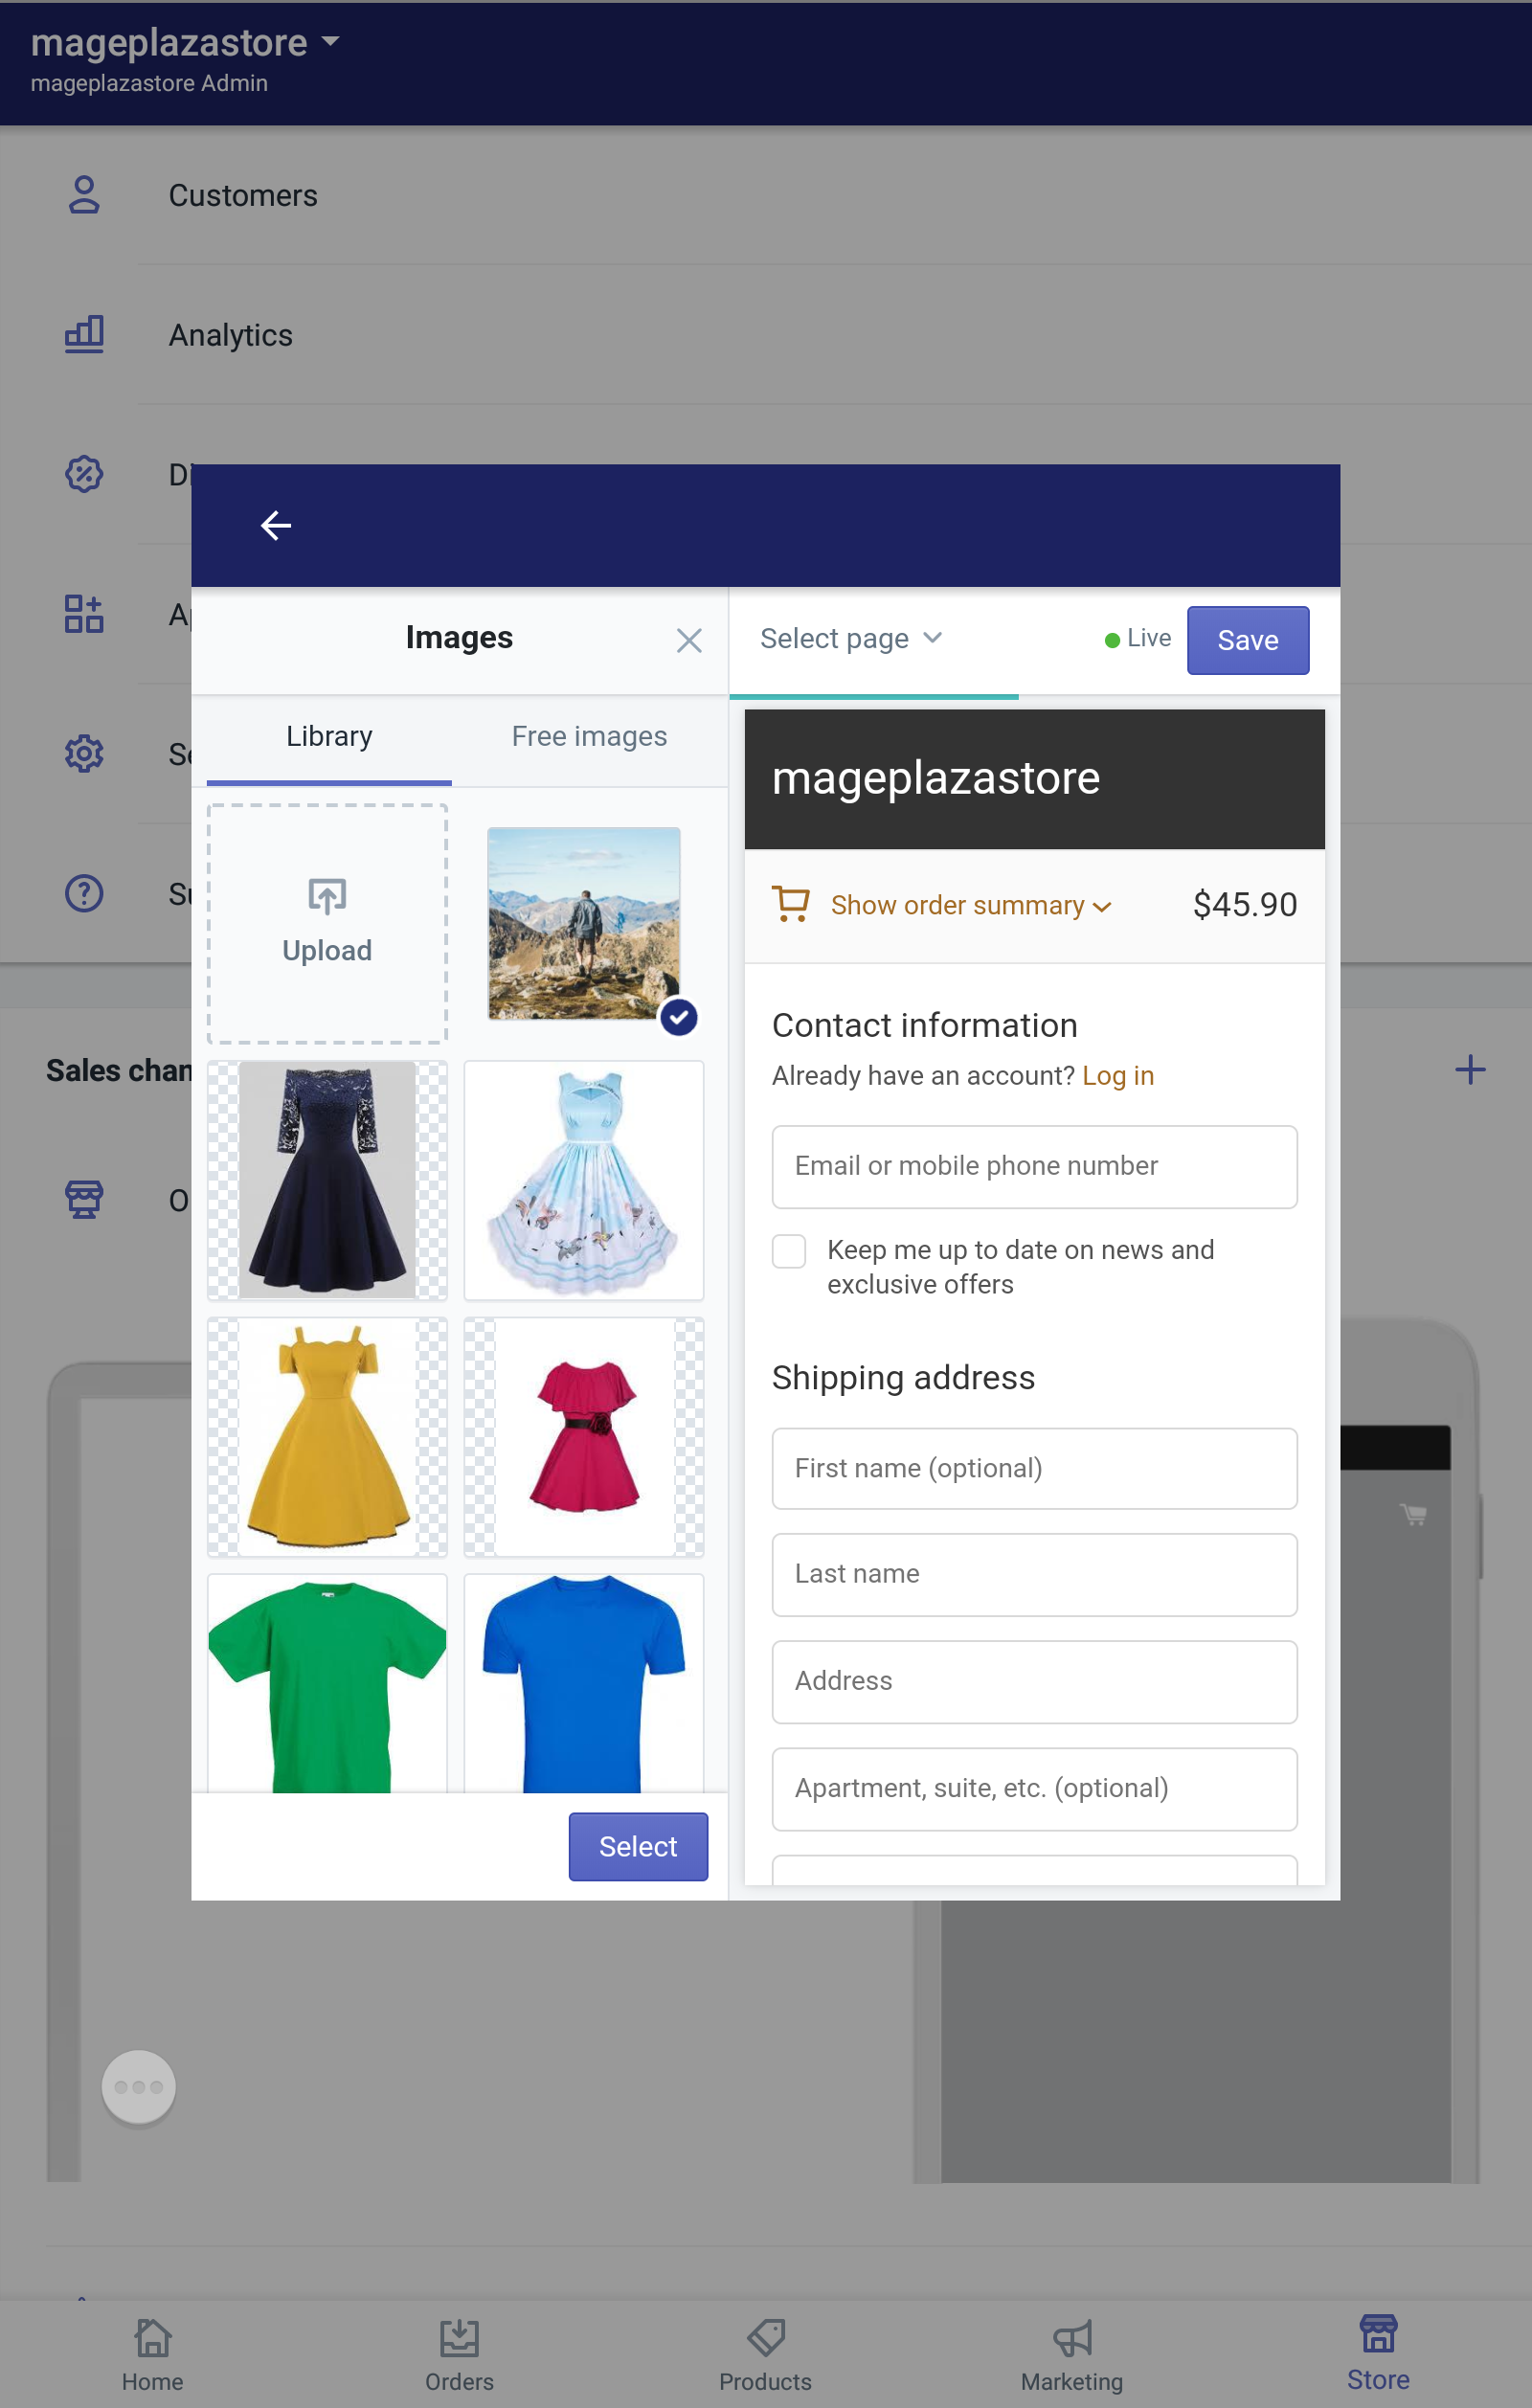 mageplazastore
mageplazastore Admin
Customers
Analytics
Images
Select page
Live
Save
Library
Free images
Upload
mageplazastore
Show order summary
$45.90
Contact information
Already have an account? Log in
Email or mobile phone number
Keep me up to date on news and
exclusive offers
Shipping address
First name (optional)
Last name
Address
Apartment, suite, etc. (optional)
Select
Sales chan
Home
Orders
Products
Marketing
Store